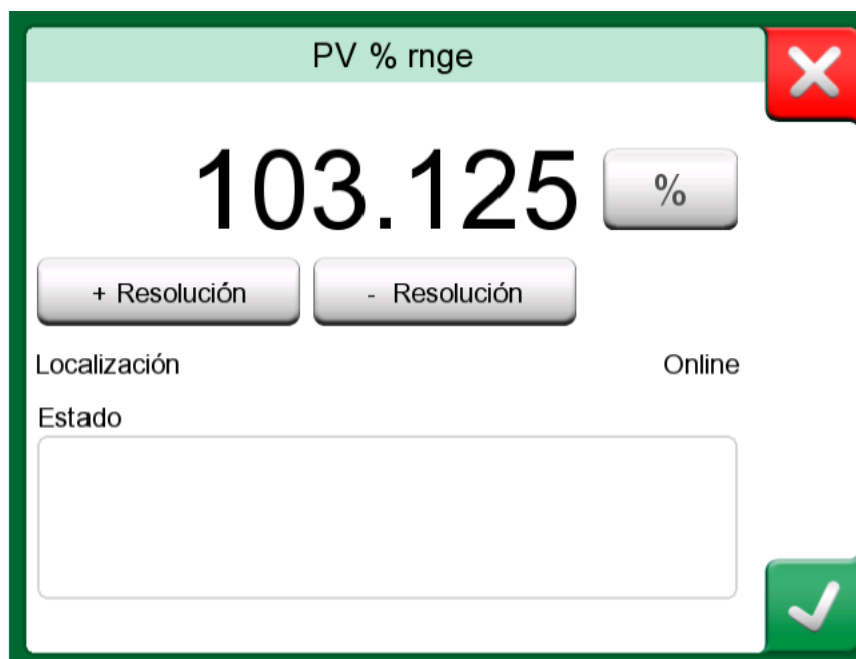 PV % rnge
103.125 %
+ Resolución - Resolución
Localización Online
Estado